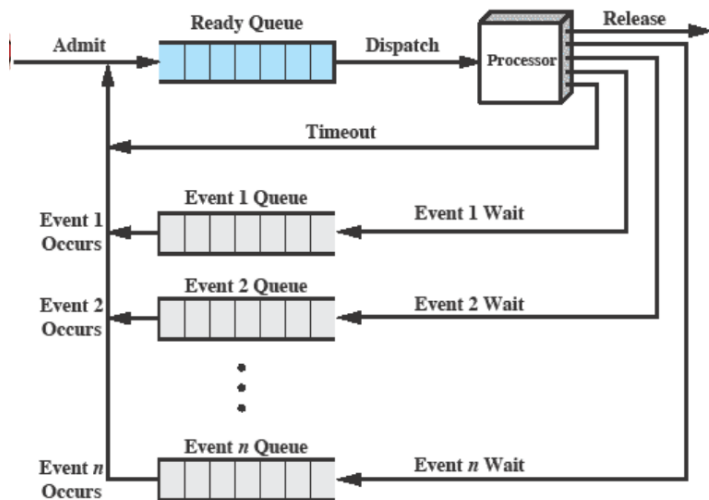 Ready Queue
Release
Admit
Dispatch
Processor
Timeout
Event 1 Queue
Event 1
Occurs
Event 1 Wait
Event 2 Queue
Event 2
Occurs
Event 2 Wait
Event n Queue
Event n
Occurs
Event n Wait